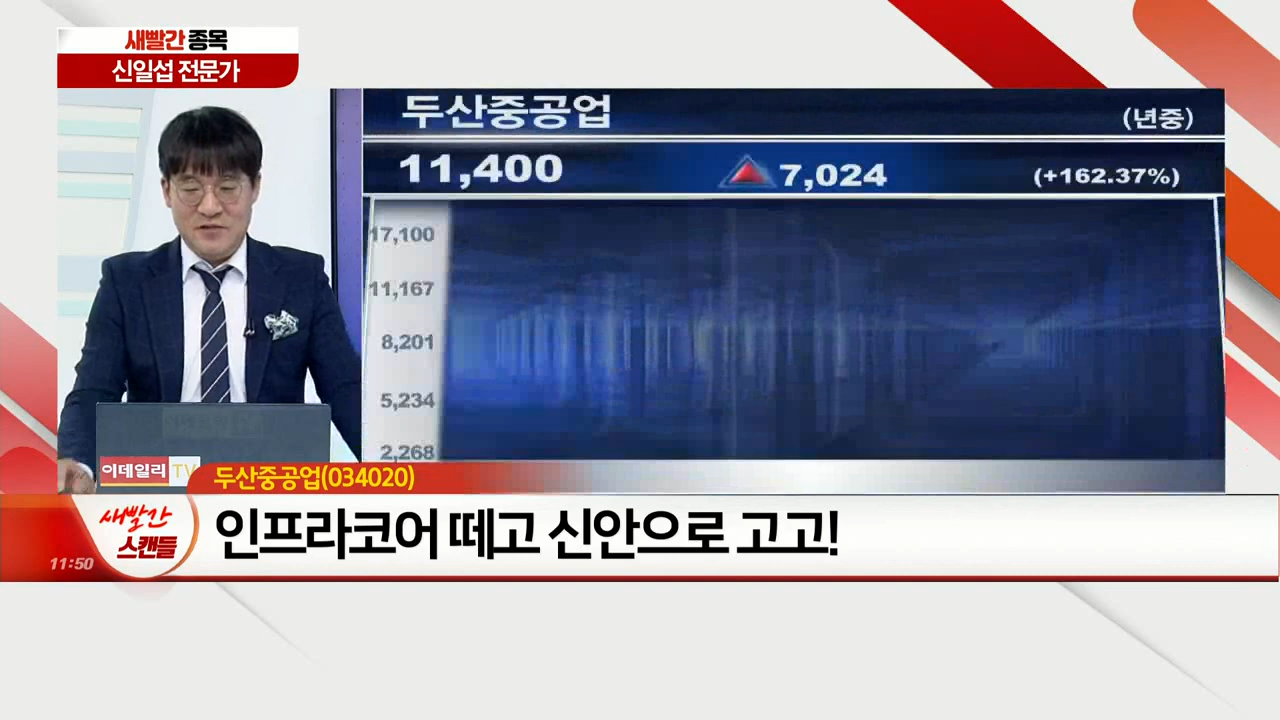 새빨간 종목
신일섭 전문가
두산중공업
(년중)
11,400
7,024
(+162.37%)
17,100
11,167
8,201
5,234
2,268
이데일리 TV
두산중공업(034020)
새빨간
스캔들
인프라코어 떼고 신안으로 고고!
11:50